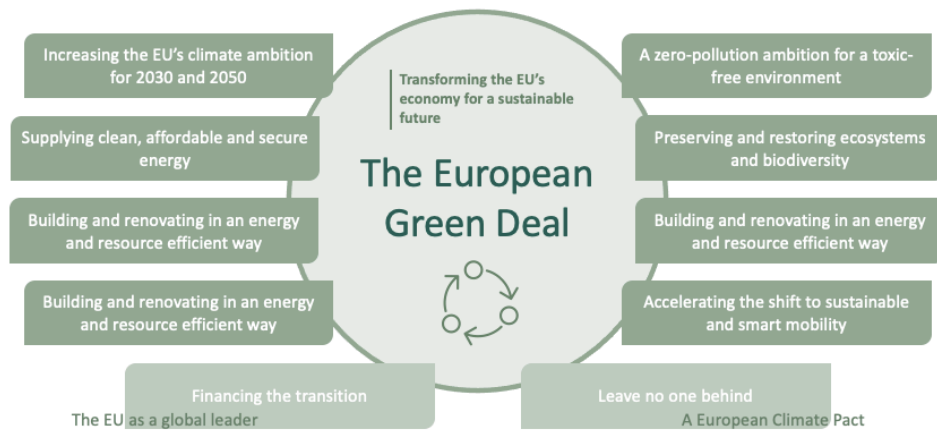 Increasing the EU's climate ambition
for 2030 and 2050
Supplying clean, affordable and secure
energy
Building and renovating in an energy
and resource efficient way
Building and renovating in an energy
and resource efficient way
Transforming the EU's
economy for a sustainable
future
The European
Green Deal
A zero-pollution ambition for a toxic-
free environment
Preserving and restoring ecosystems
and biodiversity
Building and renovating in an energy
and resource efficient way
Accelerating the shift to sustainable
and smart mobility
Financing the transition
Leave no one behind
The EU as a global leader
A European Climate Pact